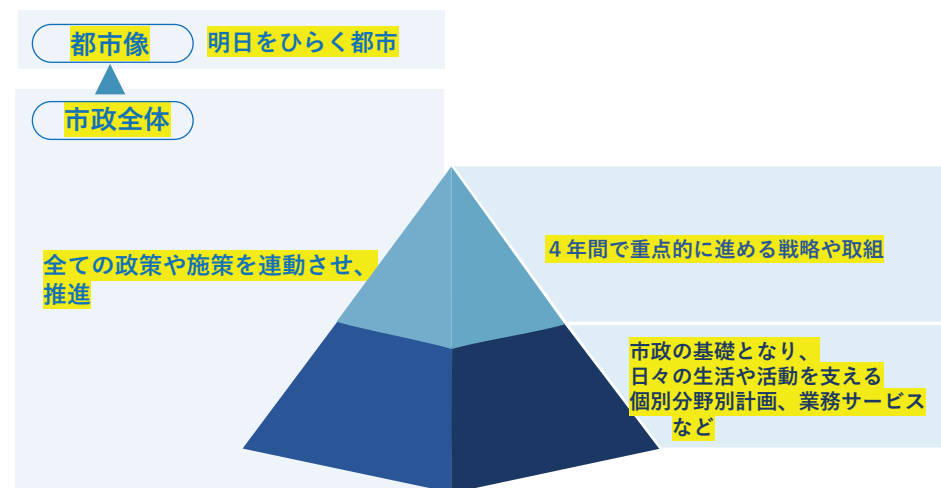 都市像
明日をひらく都市
市政全体
全ての政策や施策を連動させ、
推進
４年間で重点的に進める戦略や取組
市政の基礎となり、
日々の生活や活動を支える
個別分野別計画、業務サービス
など